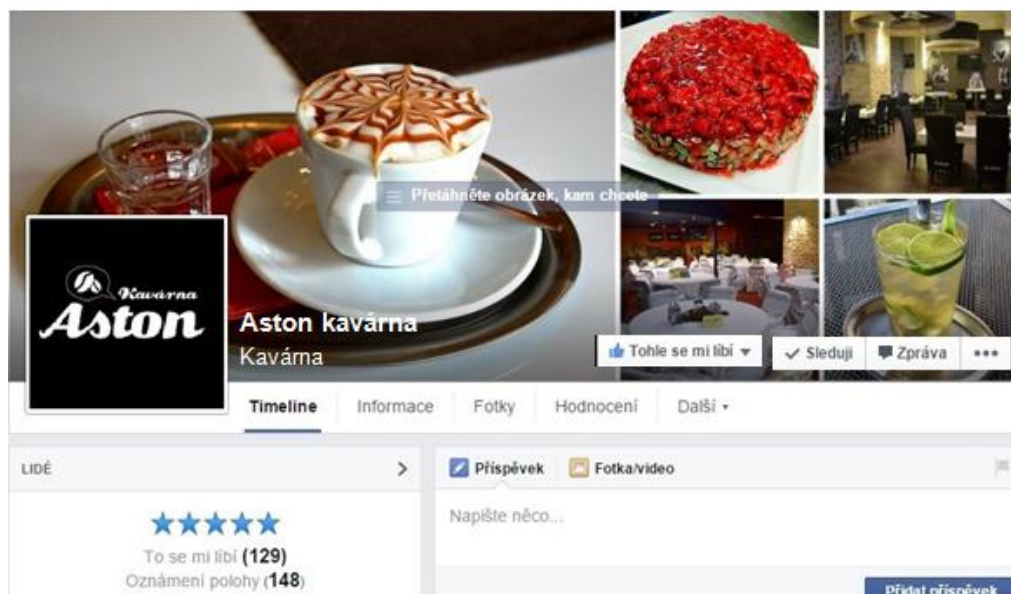 Přetáhněte obrázek, kam chcete
Kavárna
Aston
Aston kavárna
Kavárna
Tohle se mi líbí
Sleduji
Zpráva
Timeline
Informace
Fotky
Hodnocení
Další
LIDÉ
Příspěvek
Fotka/video
Napište něco...
To se mi líbí (129)
Oznámení polohy (148)
Přidat příspěvek